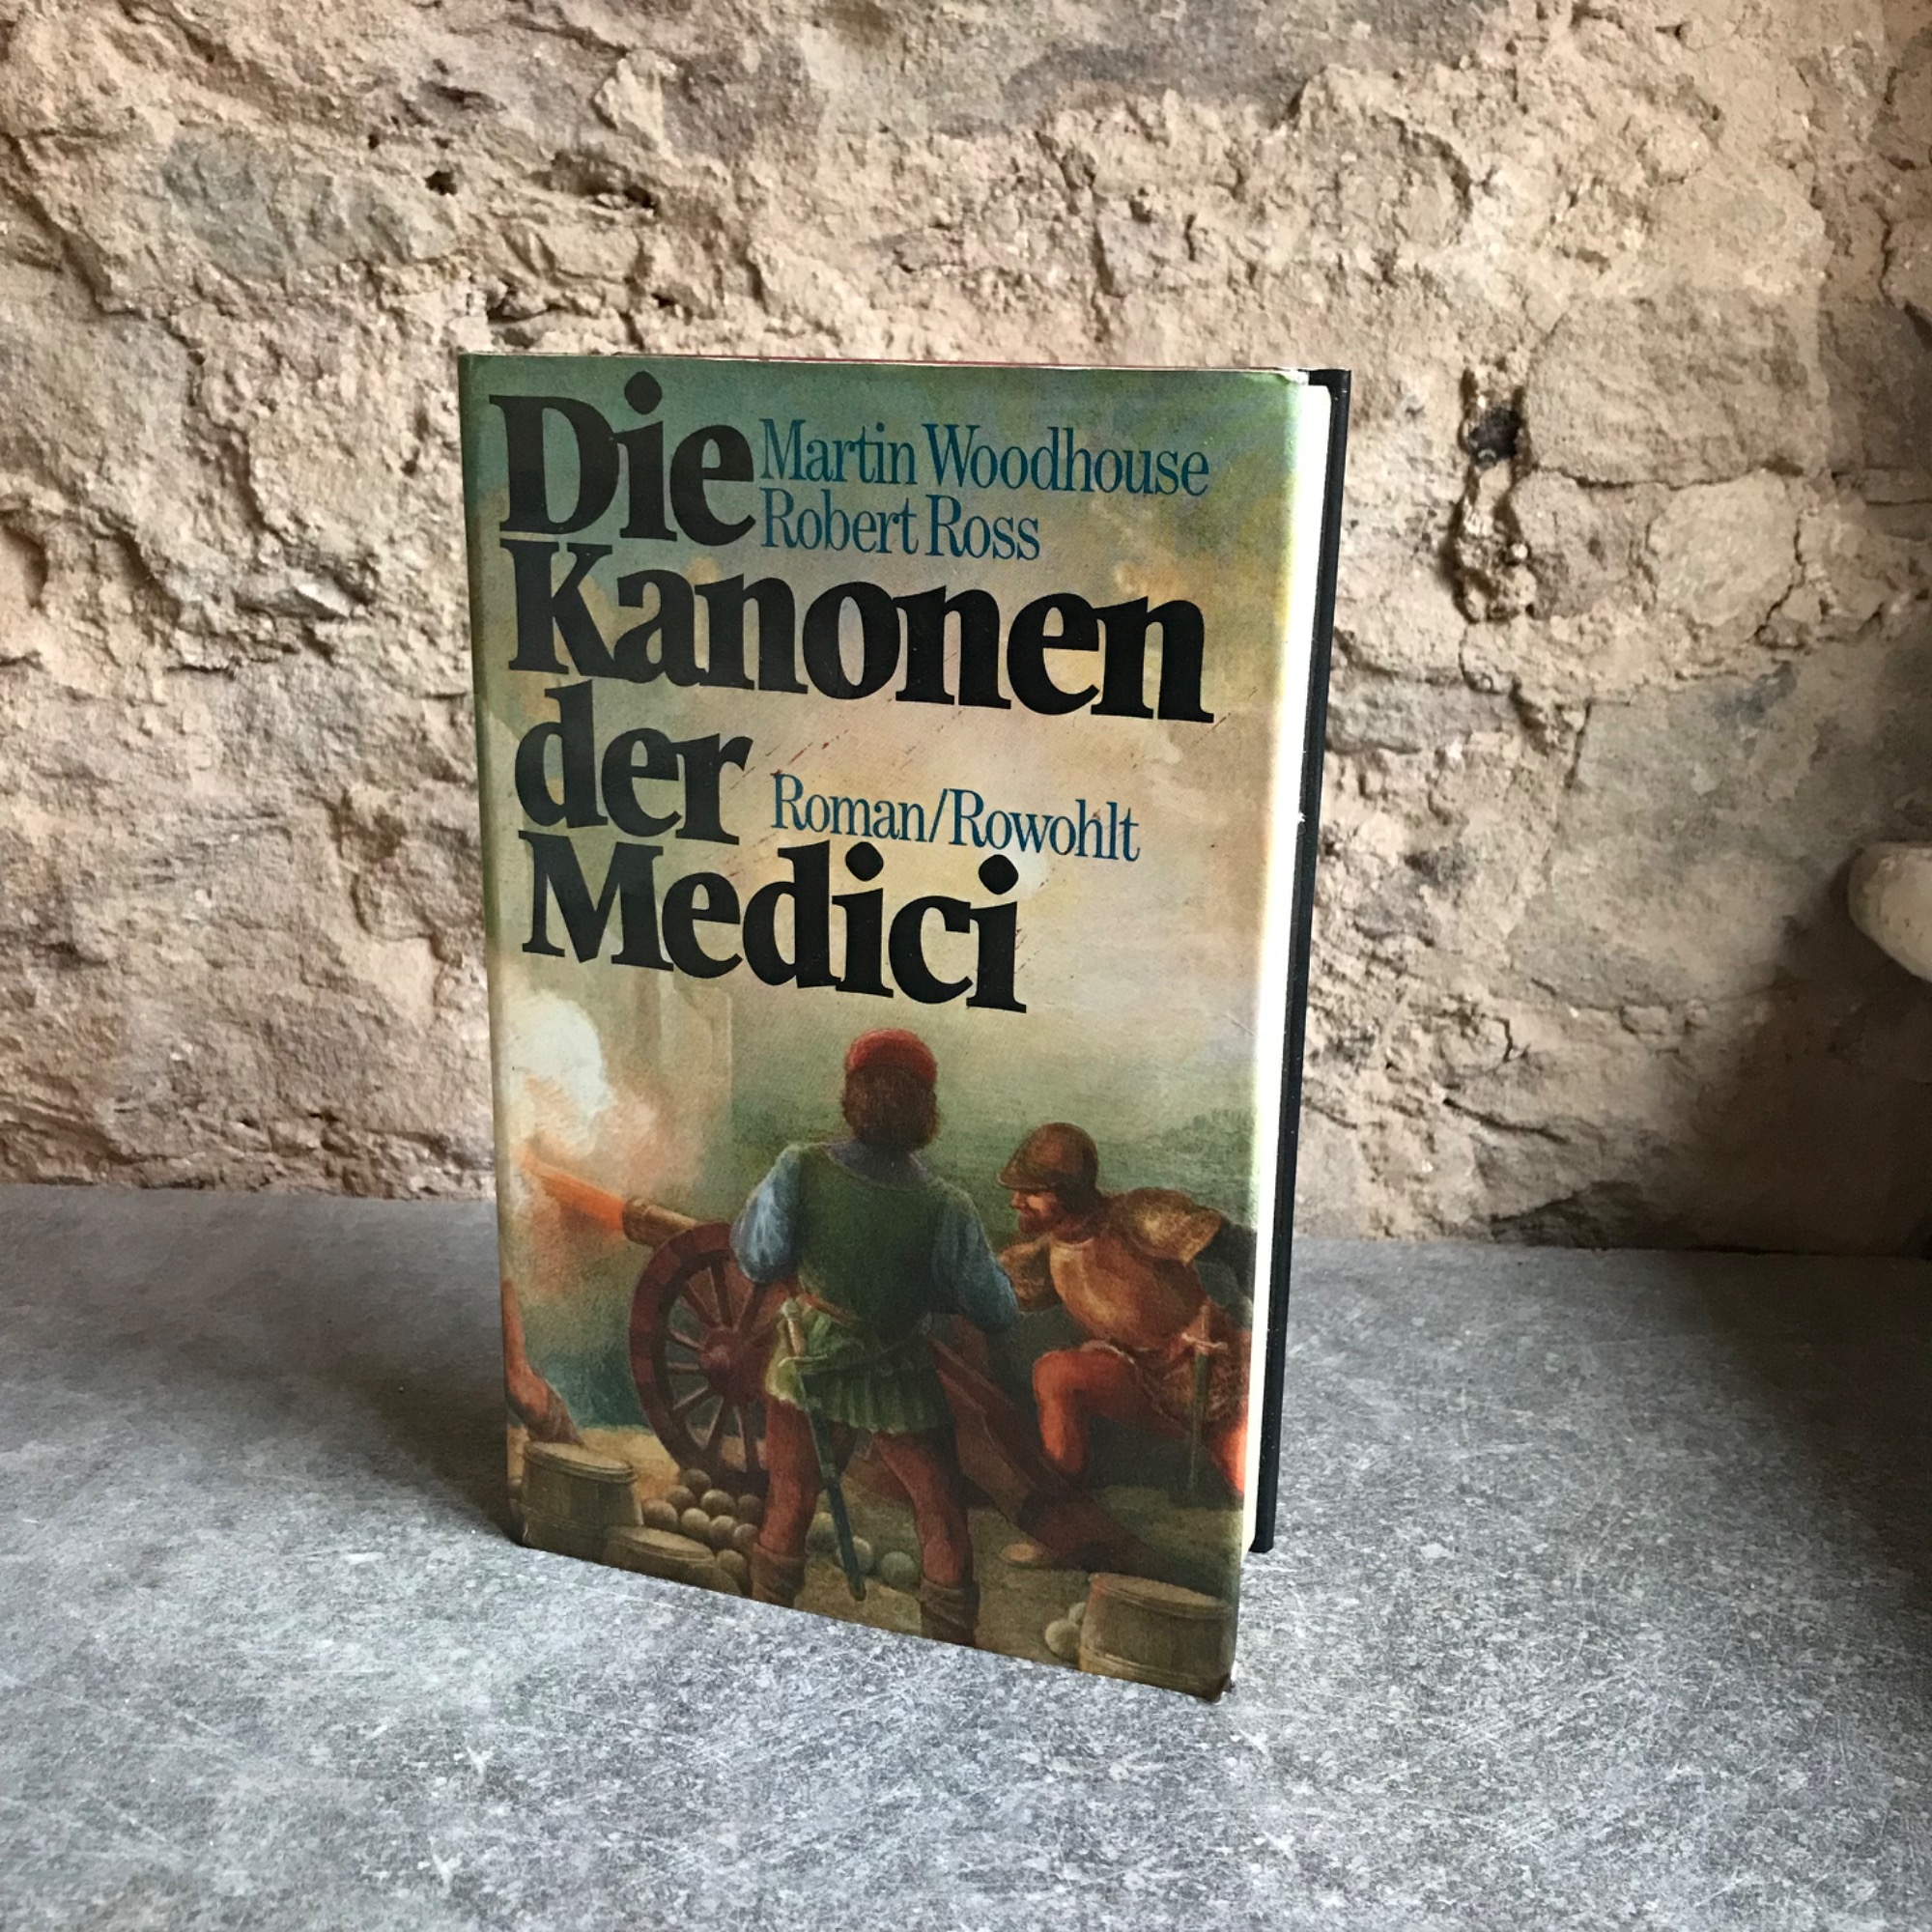 Die
Martin Woodhouse
Robert Ross
Kanonen
der
Roman/Rowohlt
Medici